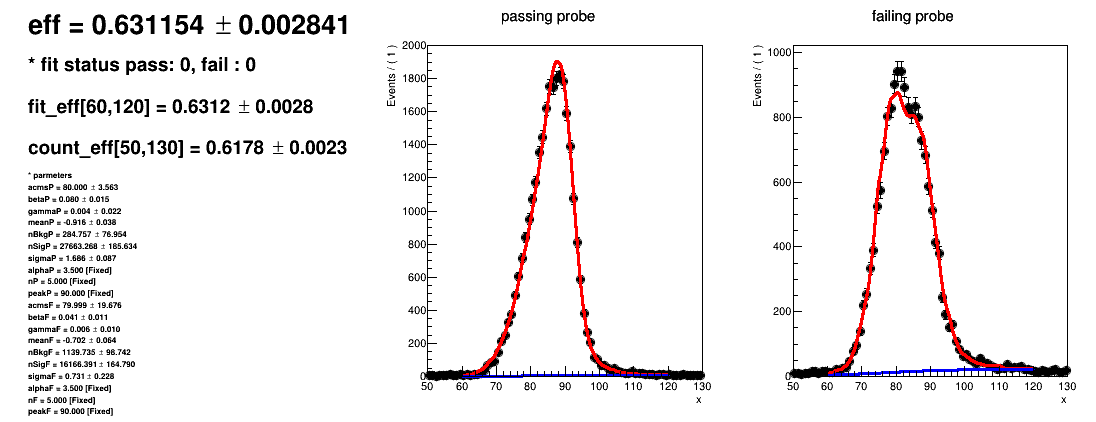 eff = 0.631154 ± 0.002841
* fit status pass: 0, fail : 0
fit_eff[60,120] = 0.6312 ± 0.0028
count_eff[50,130] = 0.6178 ± 0.0023
* parmeters
acmsP = 80.000 ± 3.563
betaP = 0.080 ± 0.015
gammaP = 0.004 ± 0.022
meanP = -0.916 ± 0.038
nBkgP = 284.757 ± 76.954
nSigP = 27663.268 ± 185.634
sigmaP = 1.686 ± 0.087
alphaP = 3.500 [Fixed]
nP = 5.000 [Fixed]
peakP = 90.000 [Fixed]
acmsF = 79.999 ± 19.676
betaF = 0.041 ± 0.011
gammaF = 0.006 ± 0.010
meanF = -0.702 ± 0.064
nBkgF = 1139.735 ± 98.742
nSigF = 16166.391 ± 164.790
sigmaF = 0.731 ± 0.228
alphaF = 3.500 [Fixed]
nF = 5.000 [Fixed]
peakF = 90.000 [Fixed]
passing probe
Events / ( 1 )
2000
1800
1600
1400
1200
1000
800
600
400
200
0
50 60 70 80 90 100 110 120 130
x
failing probe
Events / ( 1 )
1000
800
600
400
200
0
50 60 70 80 90 100 110 120 130
x